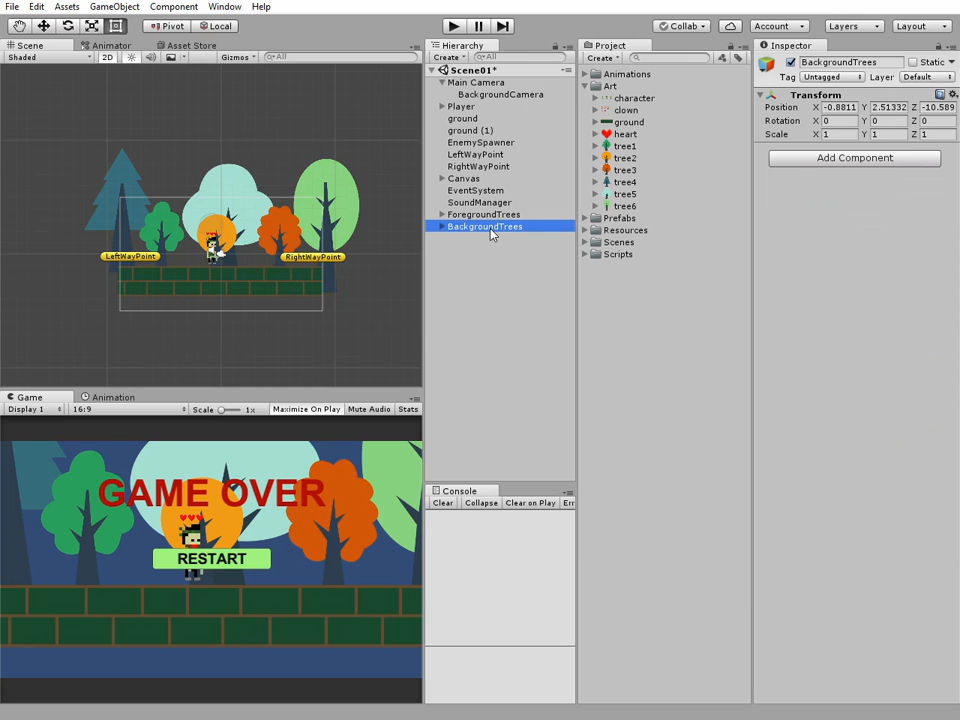 File Edit Assets GameObject Component Window Help
Pivot Local Collab Account Layers Layout
Scene Animator Asset Store
Shaded 2D Gizmos All
LeftWayPoint RightWayPoint
Game Animation
Display 1 16:9 Scale 1x Maximize On Play Mute Audio Stats
GAME OVER
RESTART
Hierarchy
Create All
Scene01*
Main Camera
BackgroundCamera
Player
ground
ground (1)
EnemySpawner
LeftWayPoint
RightWayPoint
Canvas
EventSystem
SoundManager
ForegroundTrees
BackgroundTrees
Console
Clear Collapse Clear on Play Err
Project
Create
Animations
Art
character
clown
ground
heart
tree1
tree2
tree3
tree4
tree5
tree6
Prefabs
Resources
Scenes
Scripts
Inspector
BackgroundTrees Static
Tag Untagged Layer Default
Transform
Position X -0.8811 Y 2.51332 Z -10.589
Rotation X 0 Y 0 Z 0
Scale X 1 Y 1 Z 1
Add Component